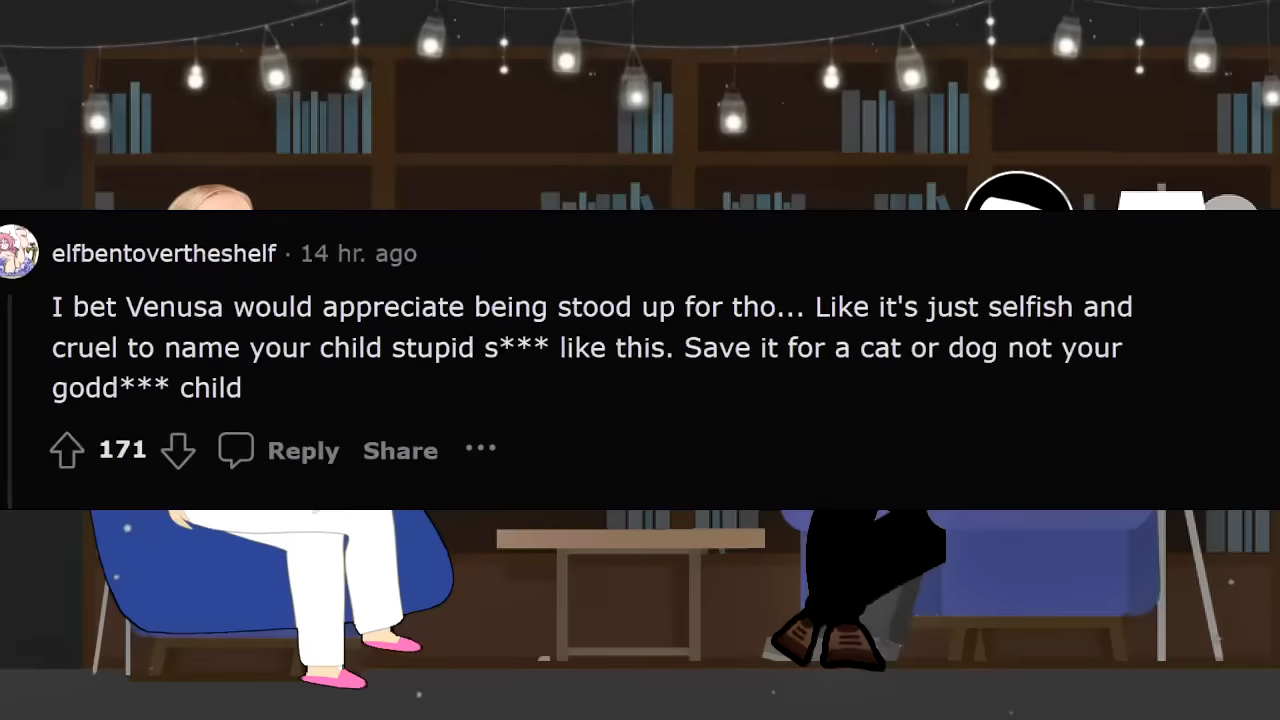 elfbentovertheshelf · 14 hr. ago
I bet Venusa would appreciate being stood up for tho... Like it's just selfish and
cruel to name your child stupid s*** like this. Save it for a cat or dog not your
godd*** child
171 Reply Share ···